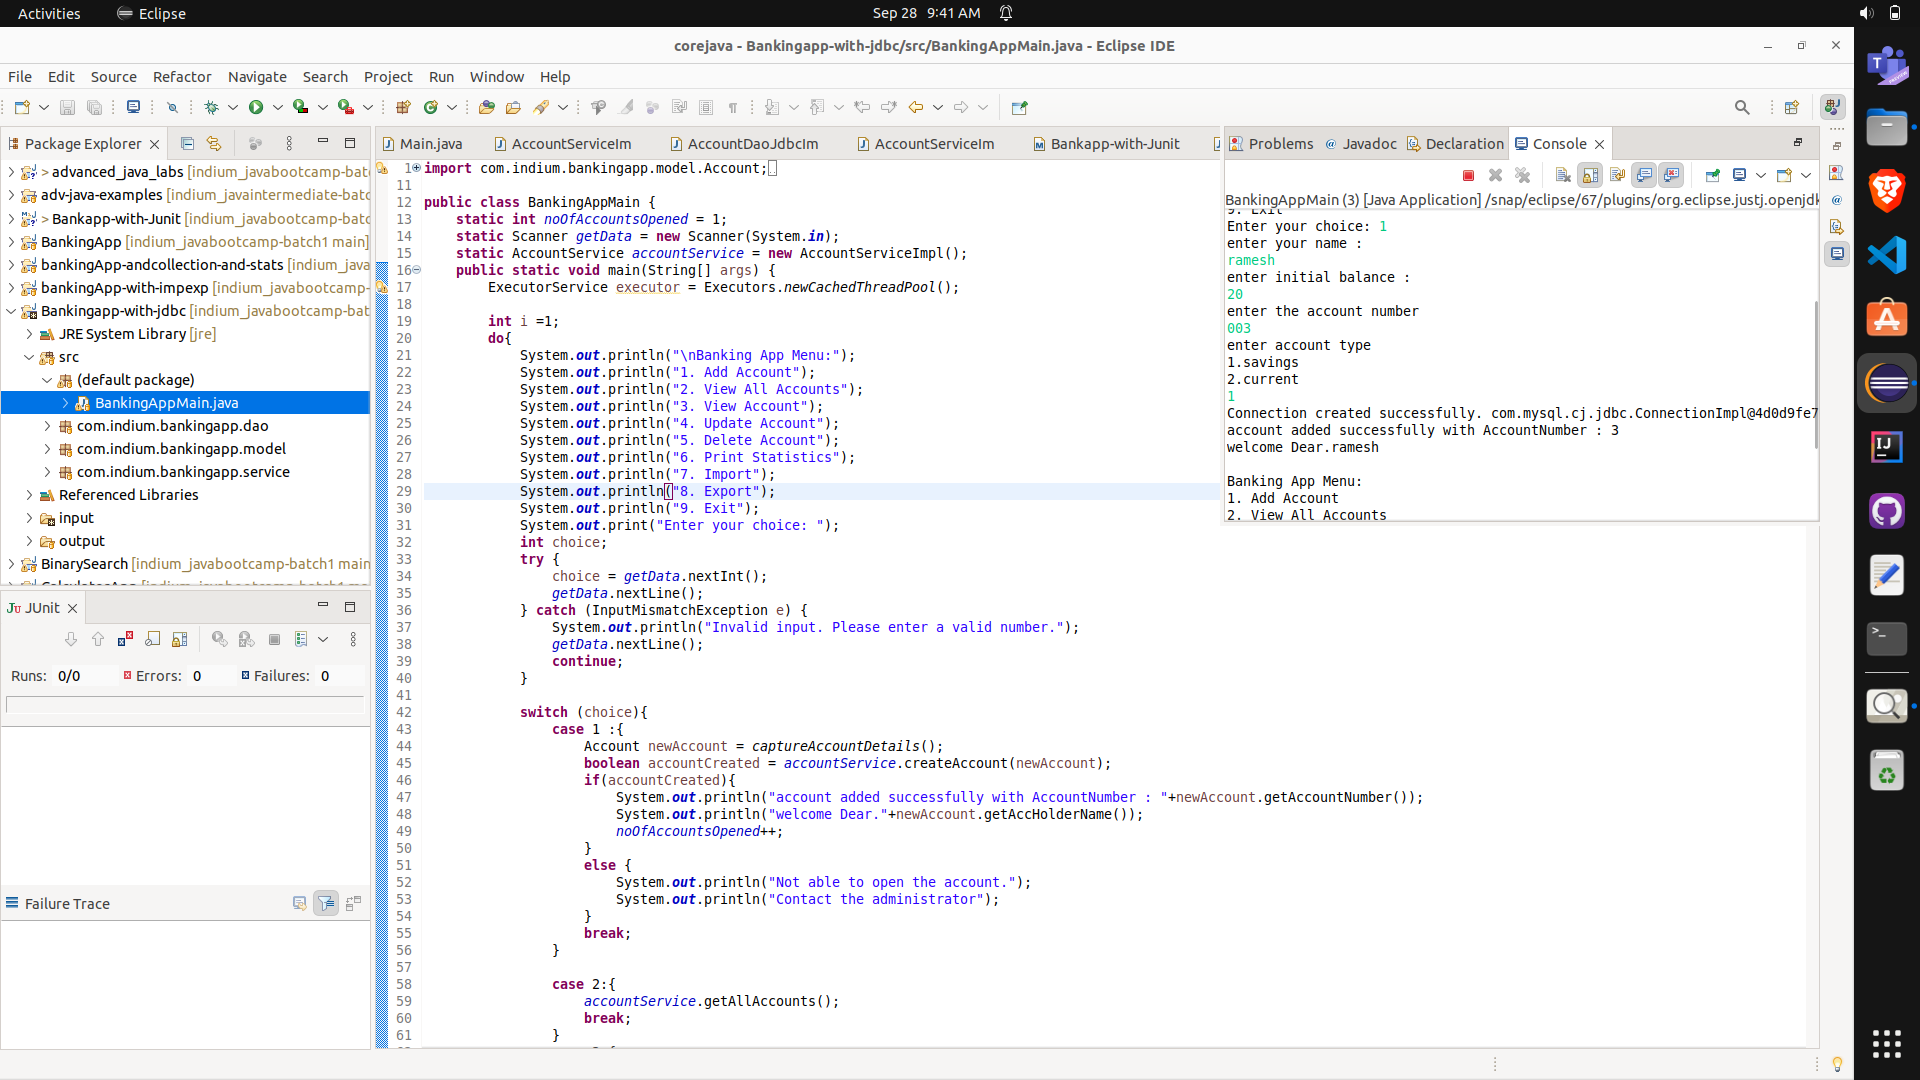 Activities
Eclipse
Sep 28 9:41 AM
corejava - Bankingapp-with-jdbc/src/BankingAppMain.java - Eclipse IDE
File Edit Source Refactor Navigate Search Project Run Window Help
Package Explorer
> advanced_java_labs [indium_javabootcamp-batc
adv-java-examples [indium_javaintermediate-batc
> Bankapp-with-Junit [indium_javabootcamp-batc
BankingApp [indium_javabootcamp-batch1 main]
bankingApp-andcollection-and-stats [indium_java
bankingApp-with-impexp [indium_javabootcamp-
Bankingapp-with-jdbc [indium_javabootcamp-bat
JRE System Library [jre]
src
(default package)
BankingAppMain.java
com.indium.bankingapp.dao
com.indium.bankingapp.model
com.indium.bankingapp.service
Referenced Libraries
input
output
BinarySearch [indium_javabootcamp-batch1 main
JUnit
Runs: 0/0 Errors: 0 Failures: 0
Failure Trace
Main.java AccountServiceIm AccountDaoJdbcIm AccountServiceIm Bankapp-with-Junit
1 import com.indium.bankingapp.model.Account;
11
12 public class BankingAppMain {
13 static int noOfAccountsOpened = 1;
14 static Scanner getData = new Scanner(System.in);
15 static AccountService accountService = new AccountServiceImpl();
16 public static void main(String[] args) {
17 ExecutorService executor = Executors.newCachedThreadPool();
18
19 int i =1;
20 do{
21 System.out.println("\nBanking App Menu:");
22 System.out.println("1. Add Account");
23 System.out.println("2. View All Accounts");
24 System.out.println("3. View Account");
25 System.out.println("4. Update Account");
26 System.out.println("5. Delete Account");
27 System.out.println("6. Print Statistics");
28 System.out.println("7. Import");
29 System.out.println("8. Export");
30 System.out.println("9. Exit");
31 System.out.print("Enter your choice: ");
32 int choice;
33 try {
34 choice = getData.nextInt();
35 getData.nextLine();
36 } catch (InputMismatchException e) {
37 System.out.println("Invalid input. Please enter a valid number.");
38 getData.nextLine();
39 continue;
40 }
41
42 switch (choice){
43 case 1 :{
44 Account newAccount = captureAccountDetails();
45 boolean accountCreated = accountService.createAccount(newAccount);
46 if(accountCreated){
47 System.out.println("account added successfully with AccountNumber : "+newAccount.getAccountNumber());
48 System.out.println("welcome Dear."+newAccount.getAccHolderName());
49 noOfAccountsOpened++;
50 }
51 else {
52 System.out.println("Not able to open the account.");
53 System.out.println("Contact the administrator");
54 }
55 break;
56 }
57
58 case 2:{
59 accountService.getAllAccounts();
60 break;
61 }
Problems Javadoc Declaration Console
BankingAppMain (3) [Java Application] /snap/eclipse/67/plugins/org.eclipse.justj.openjdk
9. Exit
Enter your choice: 1
enter your name :
ramesh
enter initial balance :
20
enter the account number
003
enter account type
1.savings
2.current
1
Connection created successfully. com.mysql.cj.jdbc.ConnectionImpl@4d0d9fe7
account added successfully with AccountNumber : 3
welcome Dear.ramesh
Banking App Menu:
1. Add Account
2. View All Accounts